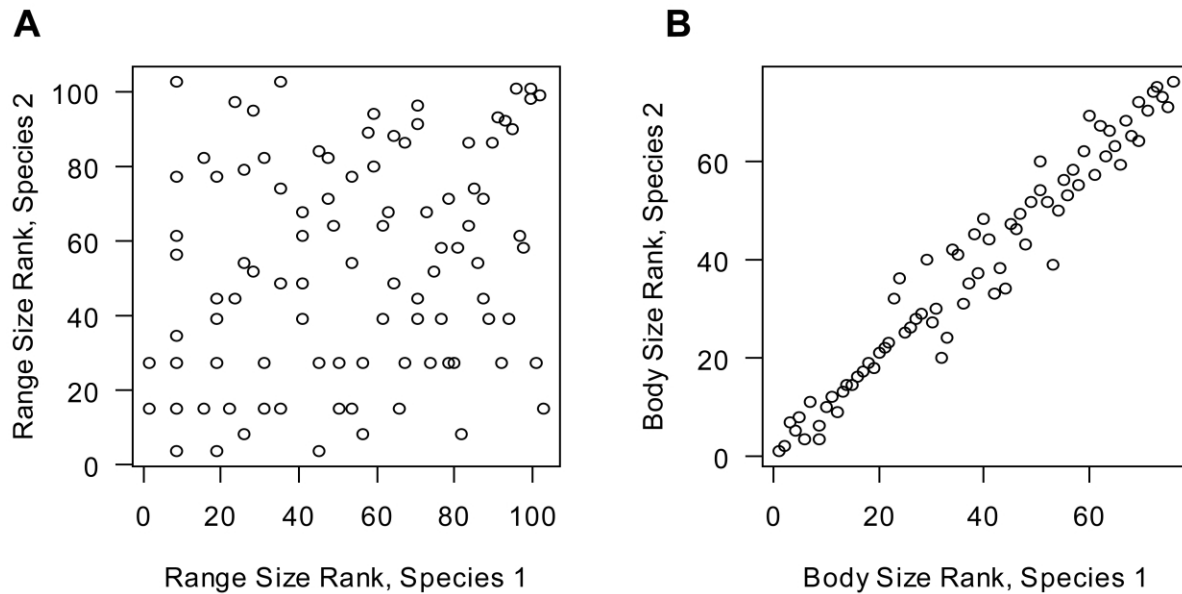 A
Range Size Rank, Species 2
100
80
60
40
20
0
0 20 40 60 80 100
Range Size Rank, Species 1
B
Body Size Rank, Species 2
60
40
20
0
0 20 40 60
Body Size Rank, Species 1